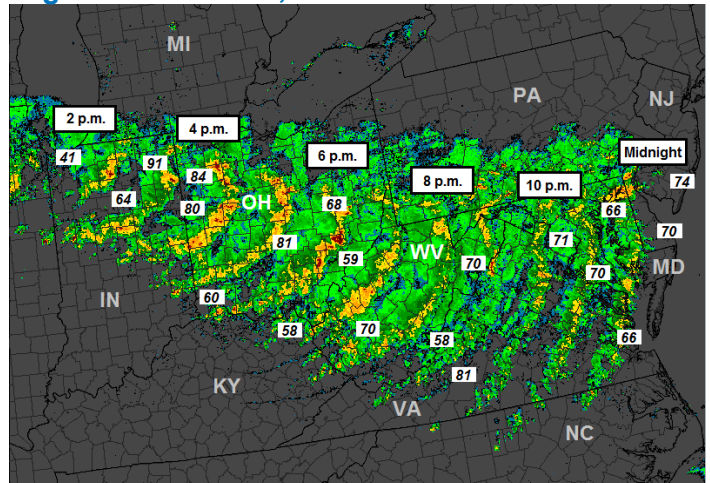 MI
PA
NJ
2 p.m.
4 p.m.
6 p.m.
8 p.m.
10 p.m.
Midnight
41
91
84
64
80
OH
68
81
59
WV
70
71
66
74
70
MD
70
IN
60
58
70
58
66
81
KY
VA
NC